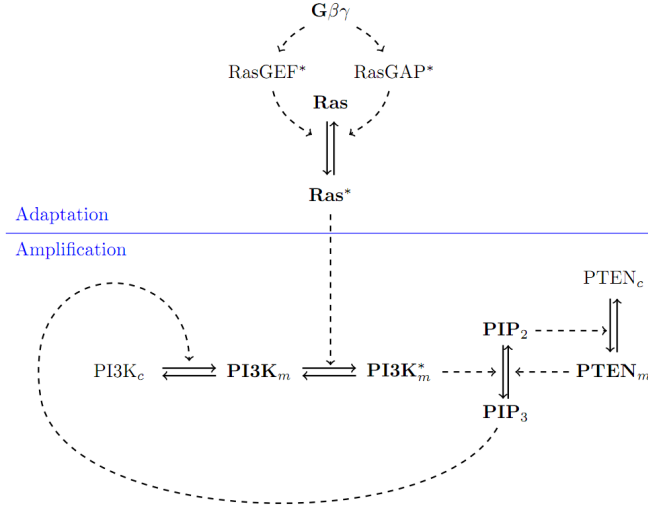 Gβγ
RasGEF* RasGAP*
Ras
Ras*
Adaptation
Amplification
PTEN_c
PIP_2
PI3K_c PI3K_m PI3K*_m PTEN_m
PIP_3